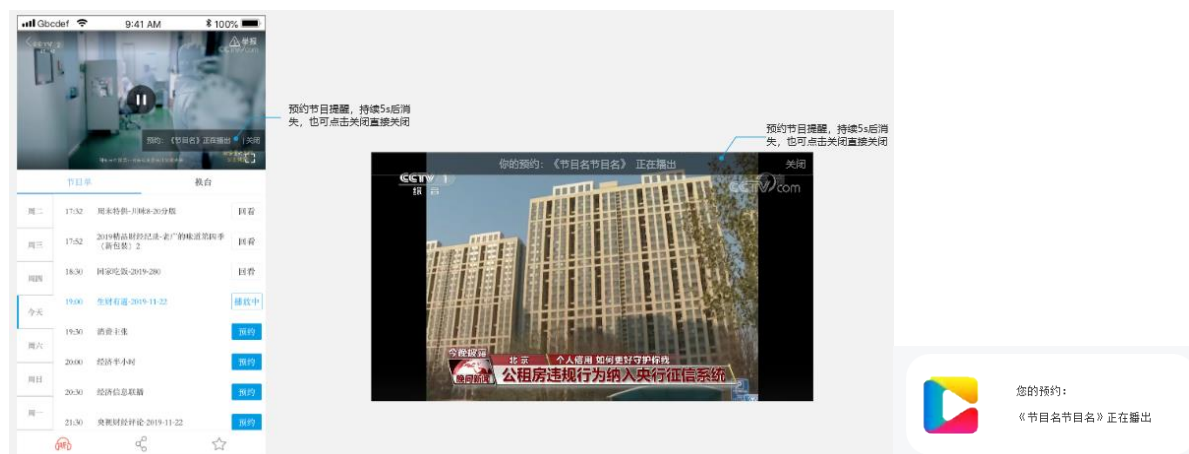 Gbcdef
9:41 AM
100%
举报
预约:《节目名》正在播出 | 关闭
节目单
换台
周二
17:32
周末特供-川味8-20分版
回看
周三
17:52
2019精品财经纪录-老广的味道第四季
(新包装)2
回看
周四
18:30
回家吃饭-2019-280
回看
今天
19:00
生财有道-2019-11-22
播放中
19:30
消费主张
预约
周六
20:00
经济半小时
预约
周日
20:30
经济信息联播
预约
周一
21:30
央视财经评论-2019-11-22
预约
预约节目提醒,持续5s后消
失,也可点击关闭直接关闭
预约节目提醒,持续5s后消
失,也可点击关闭直接关闭
你的预约:《节目名节目名》 正在播出
关闭
CCTV 1
综 合
CCTV.com
今晚披露
晚间新闻
北京
个人信用 如何更好守护你我
公租房违规行为纳入央行征信系统
您的预约:
《节目名节目名》正在播出